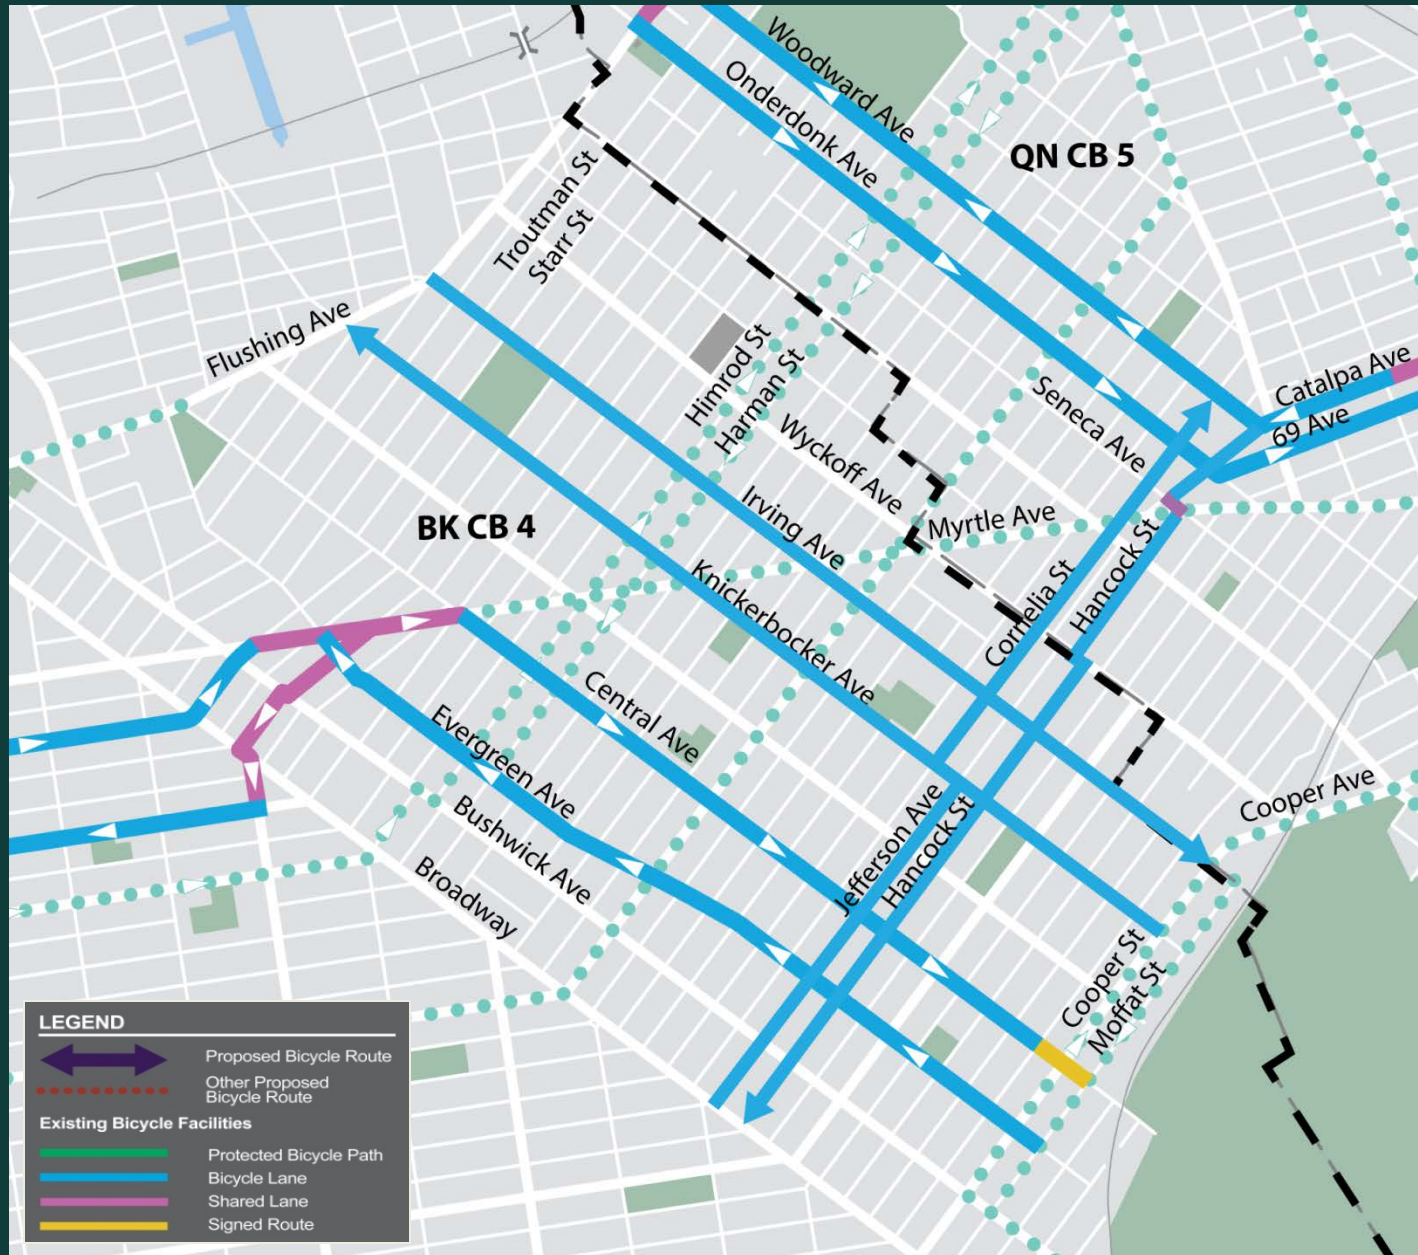 Woodward Ave
Onderdonk Ave
QN CB 5
Troutman St
Starr St
Flushing Ave
Himrod St
Harman St
Catalpa Ave
69 Ave
Seneca Ave
Wyckoff Ave
Irving Ave
Myrtle Ave
BK CB 4
Cornelia St
Hancock St
Knickerbocker Ave
Central Ave
Evergreen Ave
Bushwick Ave
Broadway
Jefferson Ave
Hancock St
Cooper Ave
Cooper St
Moffat St
LEGEND
Proposed Bicycle Route
Other Proposed
Bicycle Route
Existing Bicycle Facilities
Protected Bicycle Path
Bicycle Lane
Shared Lane
Signed Route